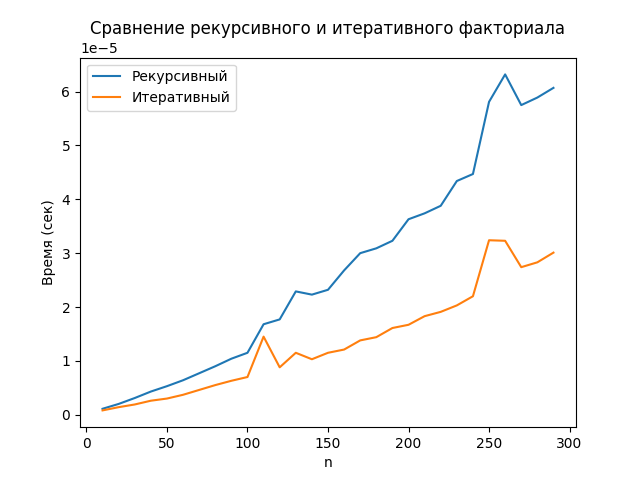 Сравнение рекурсивного и итеративного факториала
1e−5
Рекурсивный
Итеративный
6
5
4
3
2
1
0
Время (сек)
0 50 100 150 200 250 300
n